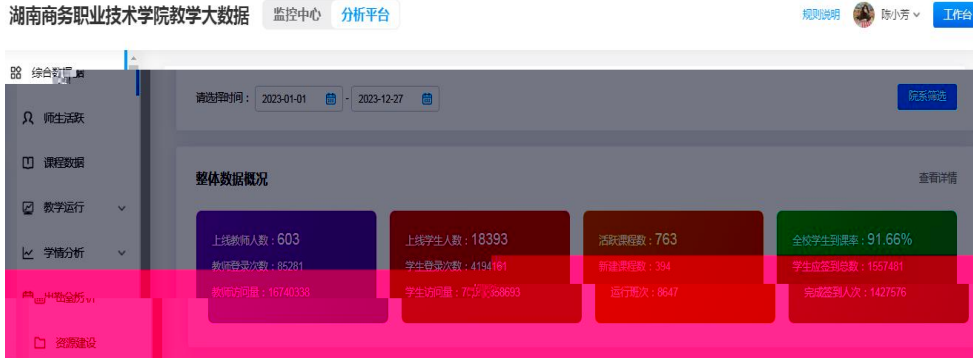 湖南商务职业技术学院教学大数据 监控中心 分析平台 规则说明 陈小芳 工作台
综合数据
请选择时间： 2023-01-01 - 2023-12-27 院系筛选
师生活跃
课程数据
整体数据概况 查看详情
教学运行
上线教师人数：603 上线学生人数：18393 活跃课程数：763 全校学生到课率：91.66%
学情分析
教师登录次数：85281 学生登录次数：4194161 新建课程数：394 学生应签到总数：1557481
教师访问量：16740338 学生访问量： 运行班次：8647 完成签到人次：1427576
资源建设